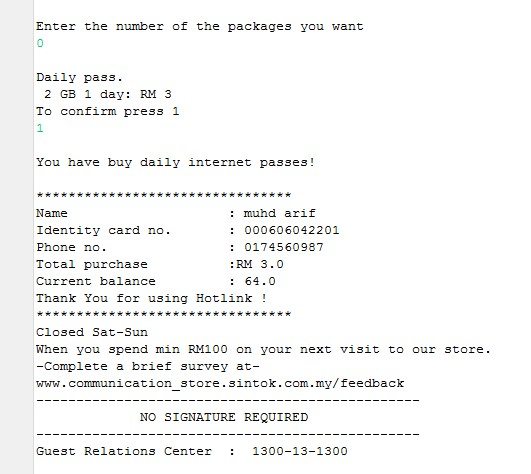 Enter the number of the packages you want
0
Daily pass.
2 GB 1 day: RM 3
To confirm press 1
1
You have buy daily internet passes!
********************************
Name : muhd arif
Identity card no. : 000606042201
Phone no. : 0174560987
Total purchase :RM 3.0
Current balance : 64.0
Thank You for using Hotlink !
********************************
Closed Sat-Sun
When you spend min RM100 on your next visit to our store.
-Complete a brief survey at-
www.communication_store.sintok.com.my/feedback
------------------------------------------------
NO SIGNATURE REQUIRED
------------------------------------------------
Guest Relations Center : 1300-13-1300